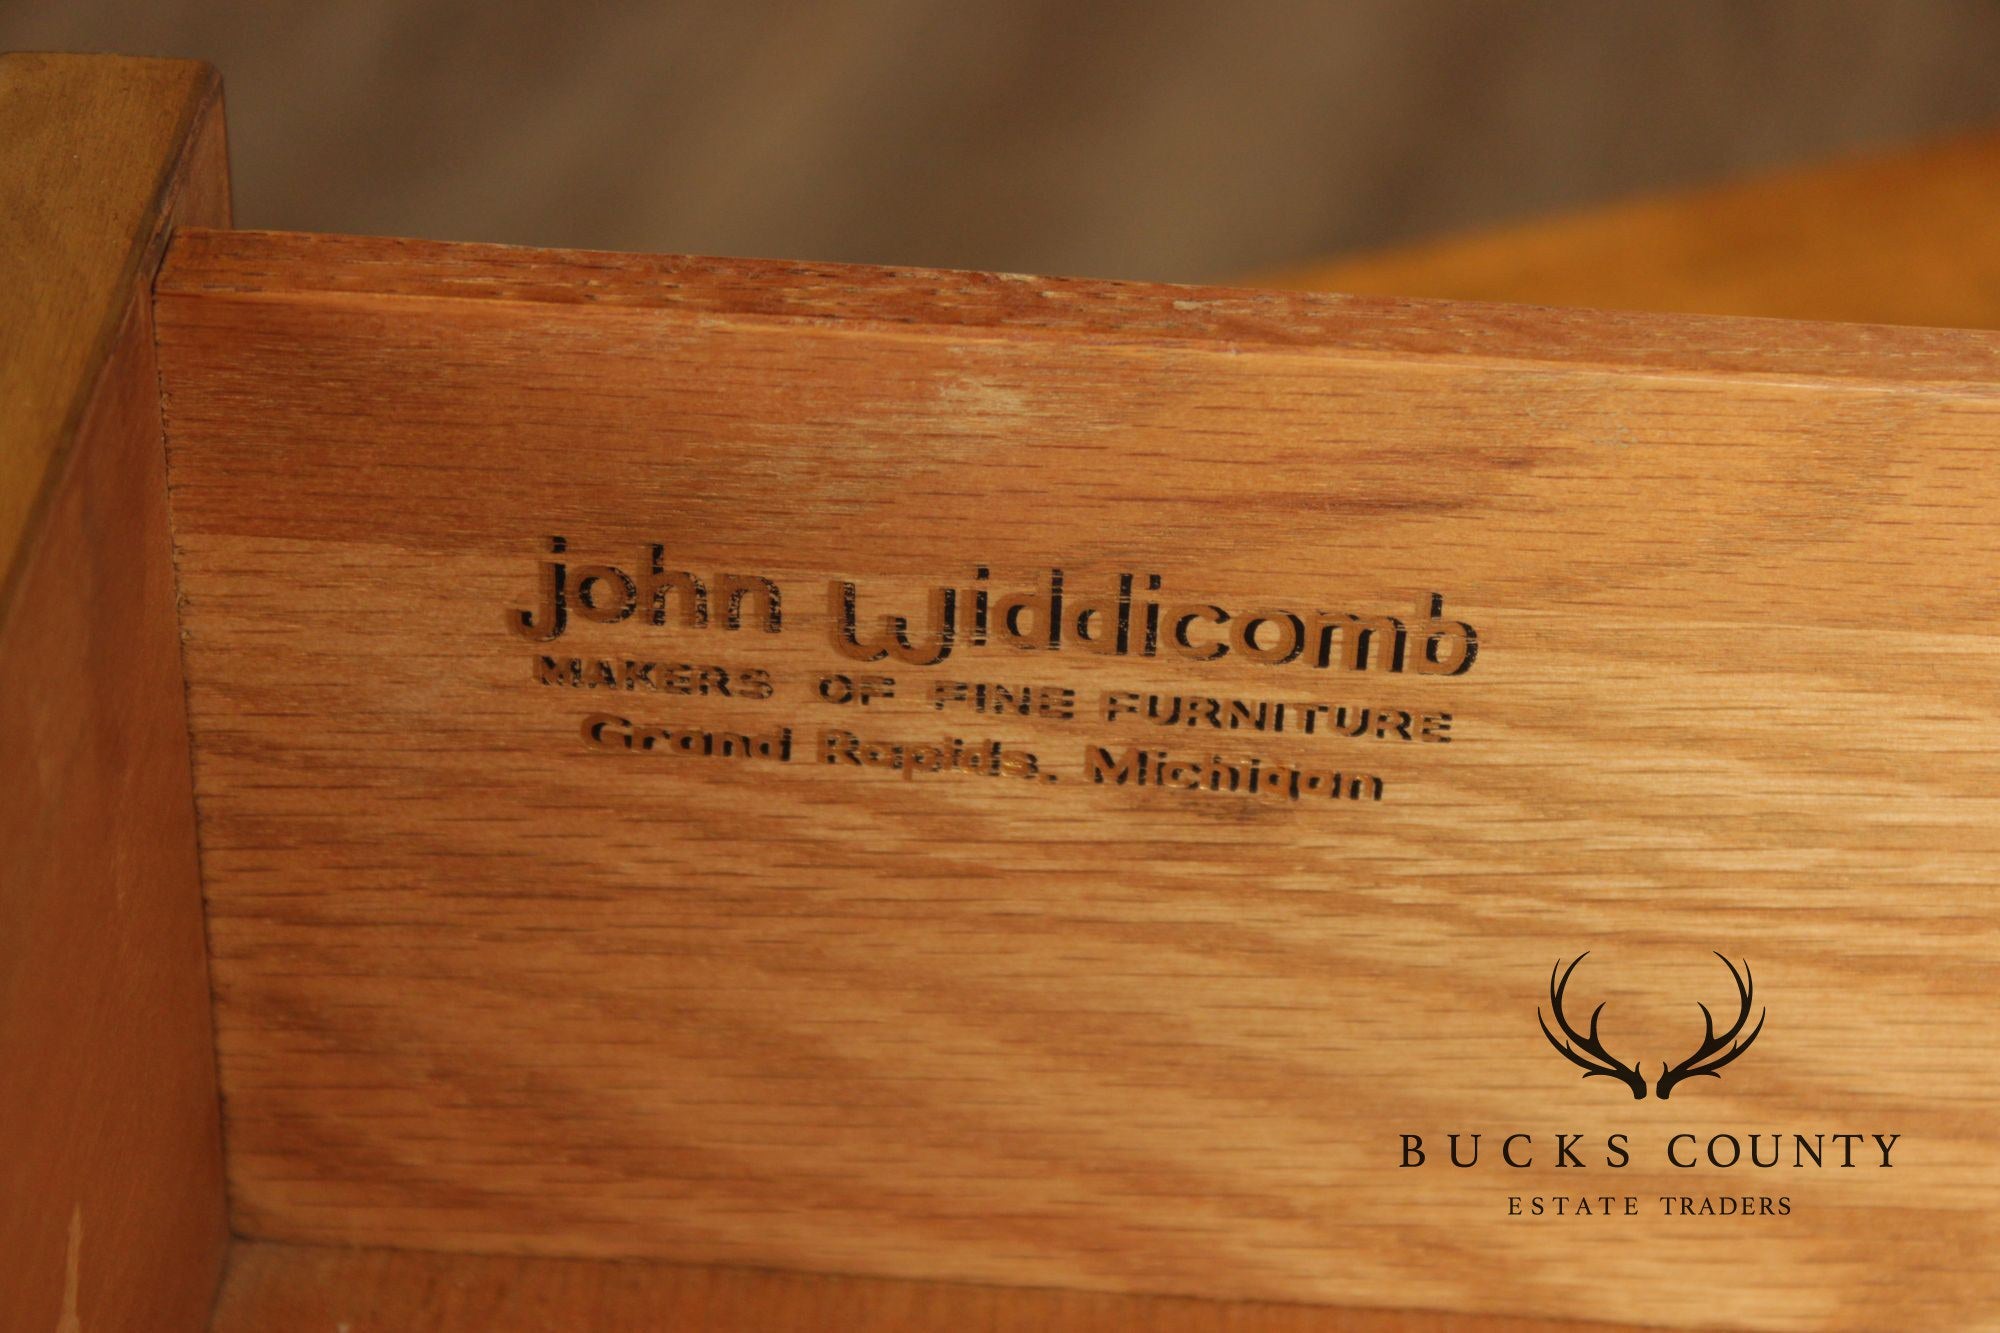 john widdicomb
MAKERS OF FINE FURNITURE
Grand Rapids, Michigan
BUCKS COUNTY
ESTATE TRADERS